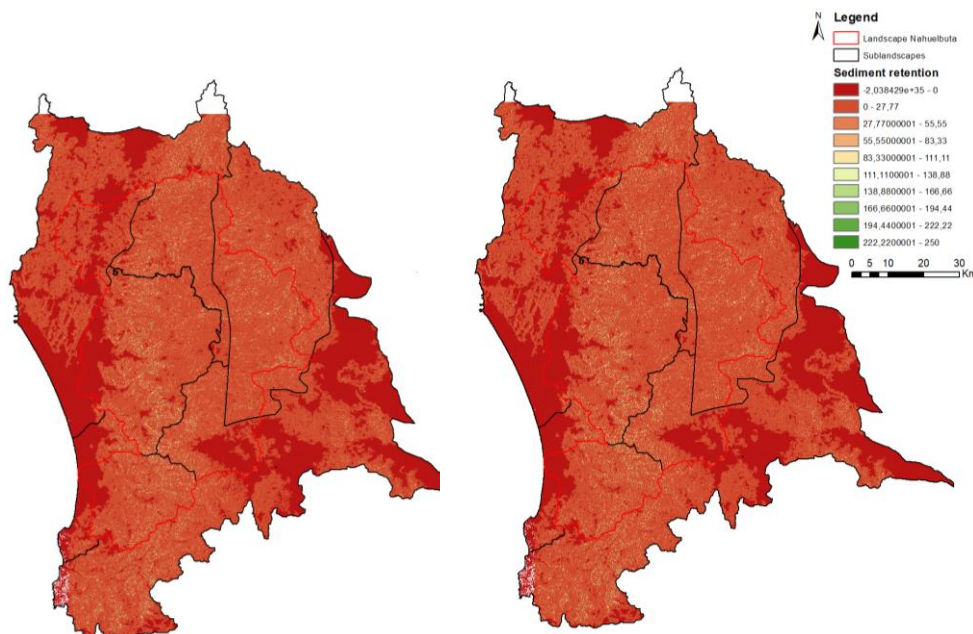 N
Legend
Landscape Nahuelbuta
Sublandscapes
Sediment retention
-2,038429e+35 - 0
0 - 27,77
27,77000001 - 55,55
55,55000001 - 83,33
83,33000001 - 111,11
111,1100001 - 138,88
138,8800001 - 166,66
166,6600001 - 194,44
194,4400001 - 222,22
222,2200001 - 250
0 5 10 20 30
Km